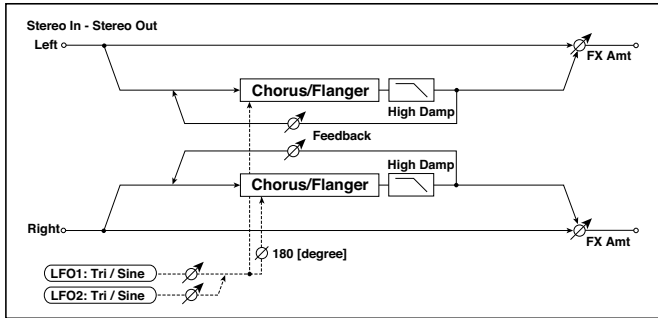 Stereo In - Stereo Out
Left
FX Amt
Chorus/Flanger
High Damp
Feedback
High Damp
Chorus/Flanger
Right
FX Amt
180 [degree]
LFO1: Tri / Sine
LFO2: Tri / Sine